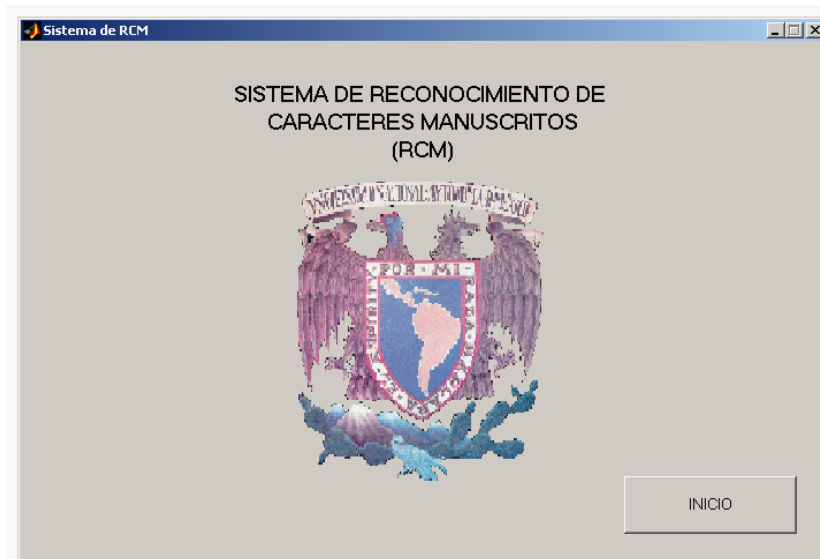 Sistema de RCM
SISTEMA DE RECONOCIMIENTO DE
CARACTERES MANUSCRITOS
(RCM)
POR MI
INICIO